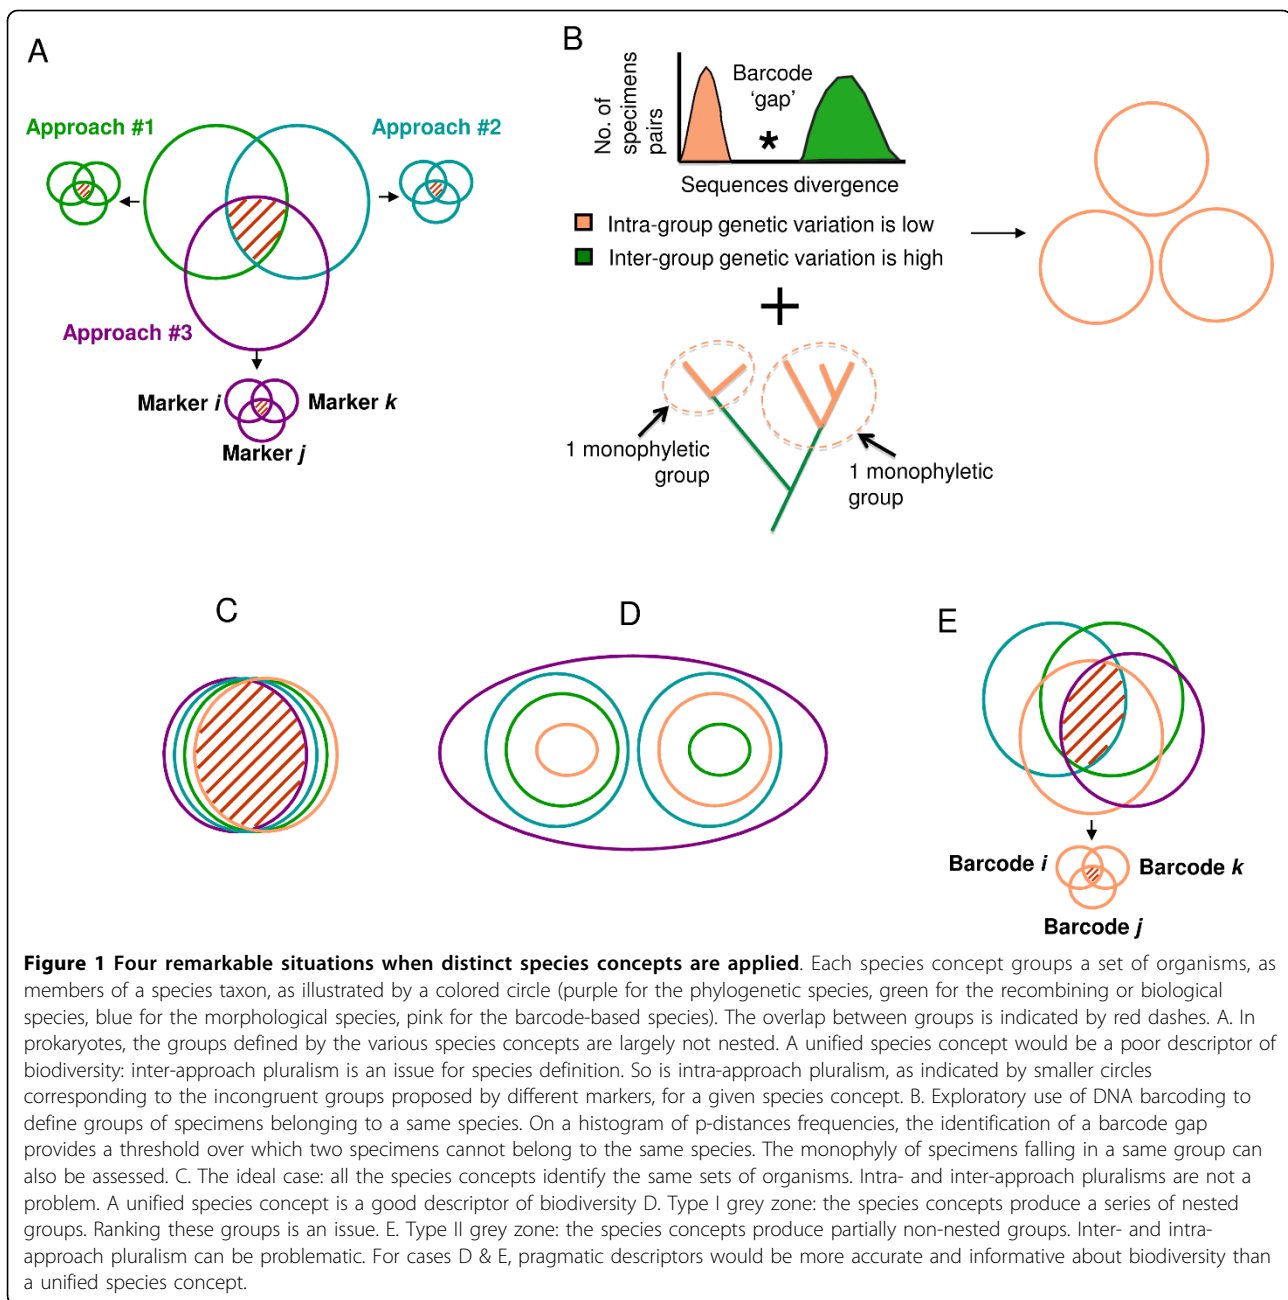 A
Approach #1
Approach #2
Approach #3
Marker i
Marker k
Marker j
B
No. of
specimens
pairs
Barcode
‘gap’
*
Sequences divergence
Intra-group genetic variation is low
Inter-group genetic variation is high
+
1 monophyletic
group
1 monophyletic
group
C
D
E
Barcode i
Barcode k
Barcode j
Figure 1 Four remarkable situations when distinct species concepts are applied. Each species concept groups a set of organisms, as
members of a species taxon, as illustrated by a colored circle (purple for the phylogenetic species, green for the recombining or biological
species, blue for the morphological species, pink for the barcode-based species). The overlap between groups is indicated by red dashes. A. In
prokaryotes, the groups defined by the various species concepts are largely not nested. A unified species concept would be a poor descriptor of
biodiversity: inter-approach pluralism is an issue for species definition. So is intra-approach pluralism, as indicated by smaller circles
corresponding to the incongruent groups proposed by different markers, for a given species concept. B. Exploratory use of DNA barcoding to
define groups of specimens belonging to a same species. On a histogram of p-distances frequencies, the identification of a barcode gap
provides a threshold over which two specimens cannot belong to the same species. The monophyly of specimens falling in a same group can
also be assessed. C. The ideal case: all the species concepts identify the same sets of organisms. Intra- and inter-approach pluralisms are not a
problem. A unified species concept is a good descriptor of biodiversity D. Type I grey zone: the species concepts produce a series of nested
groups. Ranking these groups is an issue. E. Type II grey zone: the species concepts produce partially non-nested groups. Inter- and intra-
approach pluralism can be problematic. For cases D & E, pragmatic descriptors would be more accurate and informative about biodiversity than
a unified species concept.